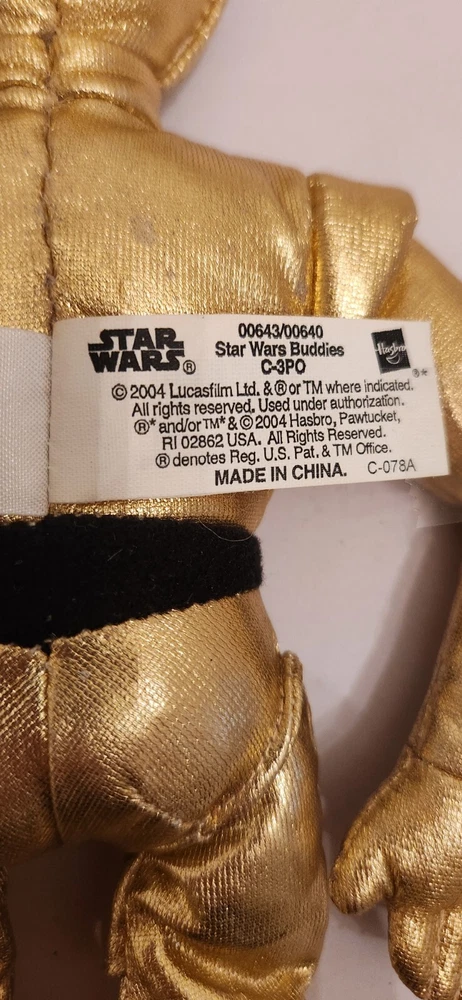 STAR WARS®
00643/00640
Star Wars Buddies
C-3PO
Hasbro
®*
© 2004 Lucasfilm Ltd. & ® or TM where indicated.
All rights reserved. Used under authorization.
®* and/or TM* & © 2004 Hasbro, Pawtucket,
RI 02862 USA. All Rights Reserved.
® denotes Reg. U.S. Pat. & TM Office.
MADE IN CHINA. C-078A